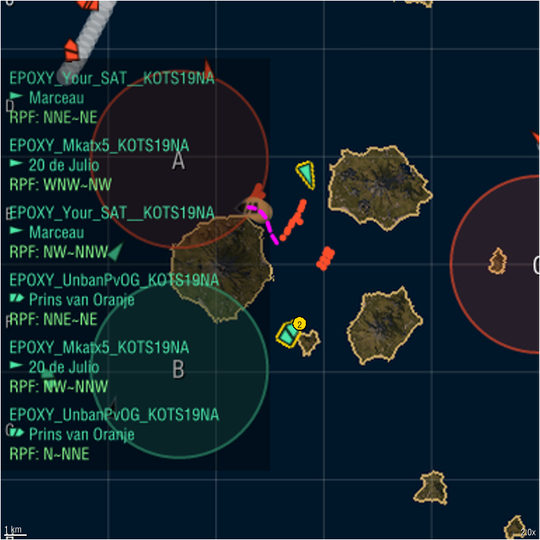 D
EPOXY_Your_SAT__KOTS19NA
Marceau
RPF: NNE~NE
EPOXY_Mkatx5_KOTS19NA
20 de Julio
RPF: WNW~NW
A
E
EPOXY_Your_SAT__KOTS19NA
Marceau
RPF: NW~NNW
C
EPOXY_UnbanPvOG_KOTS19NA
Prins van Oranje
RPF: NNE~NE
F
2
EPOXY_Mkatx5_KOTS19NA
20 de Julio
RPF: NW~NNW
B
EPOXY_UnbanPvOG_KOTS19NA
Prins van Oranje
G
RPF: N~NNE
1 km